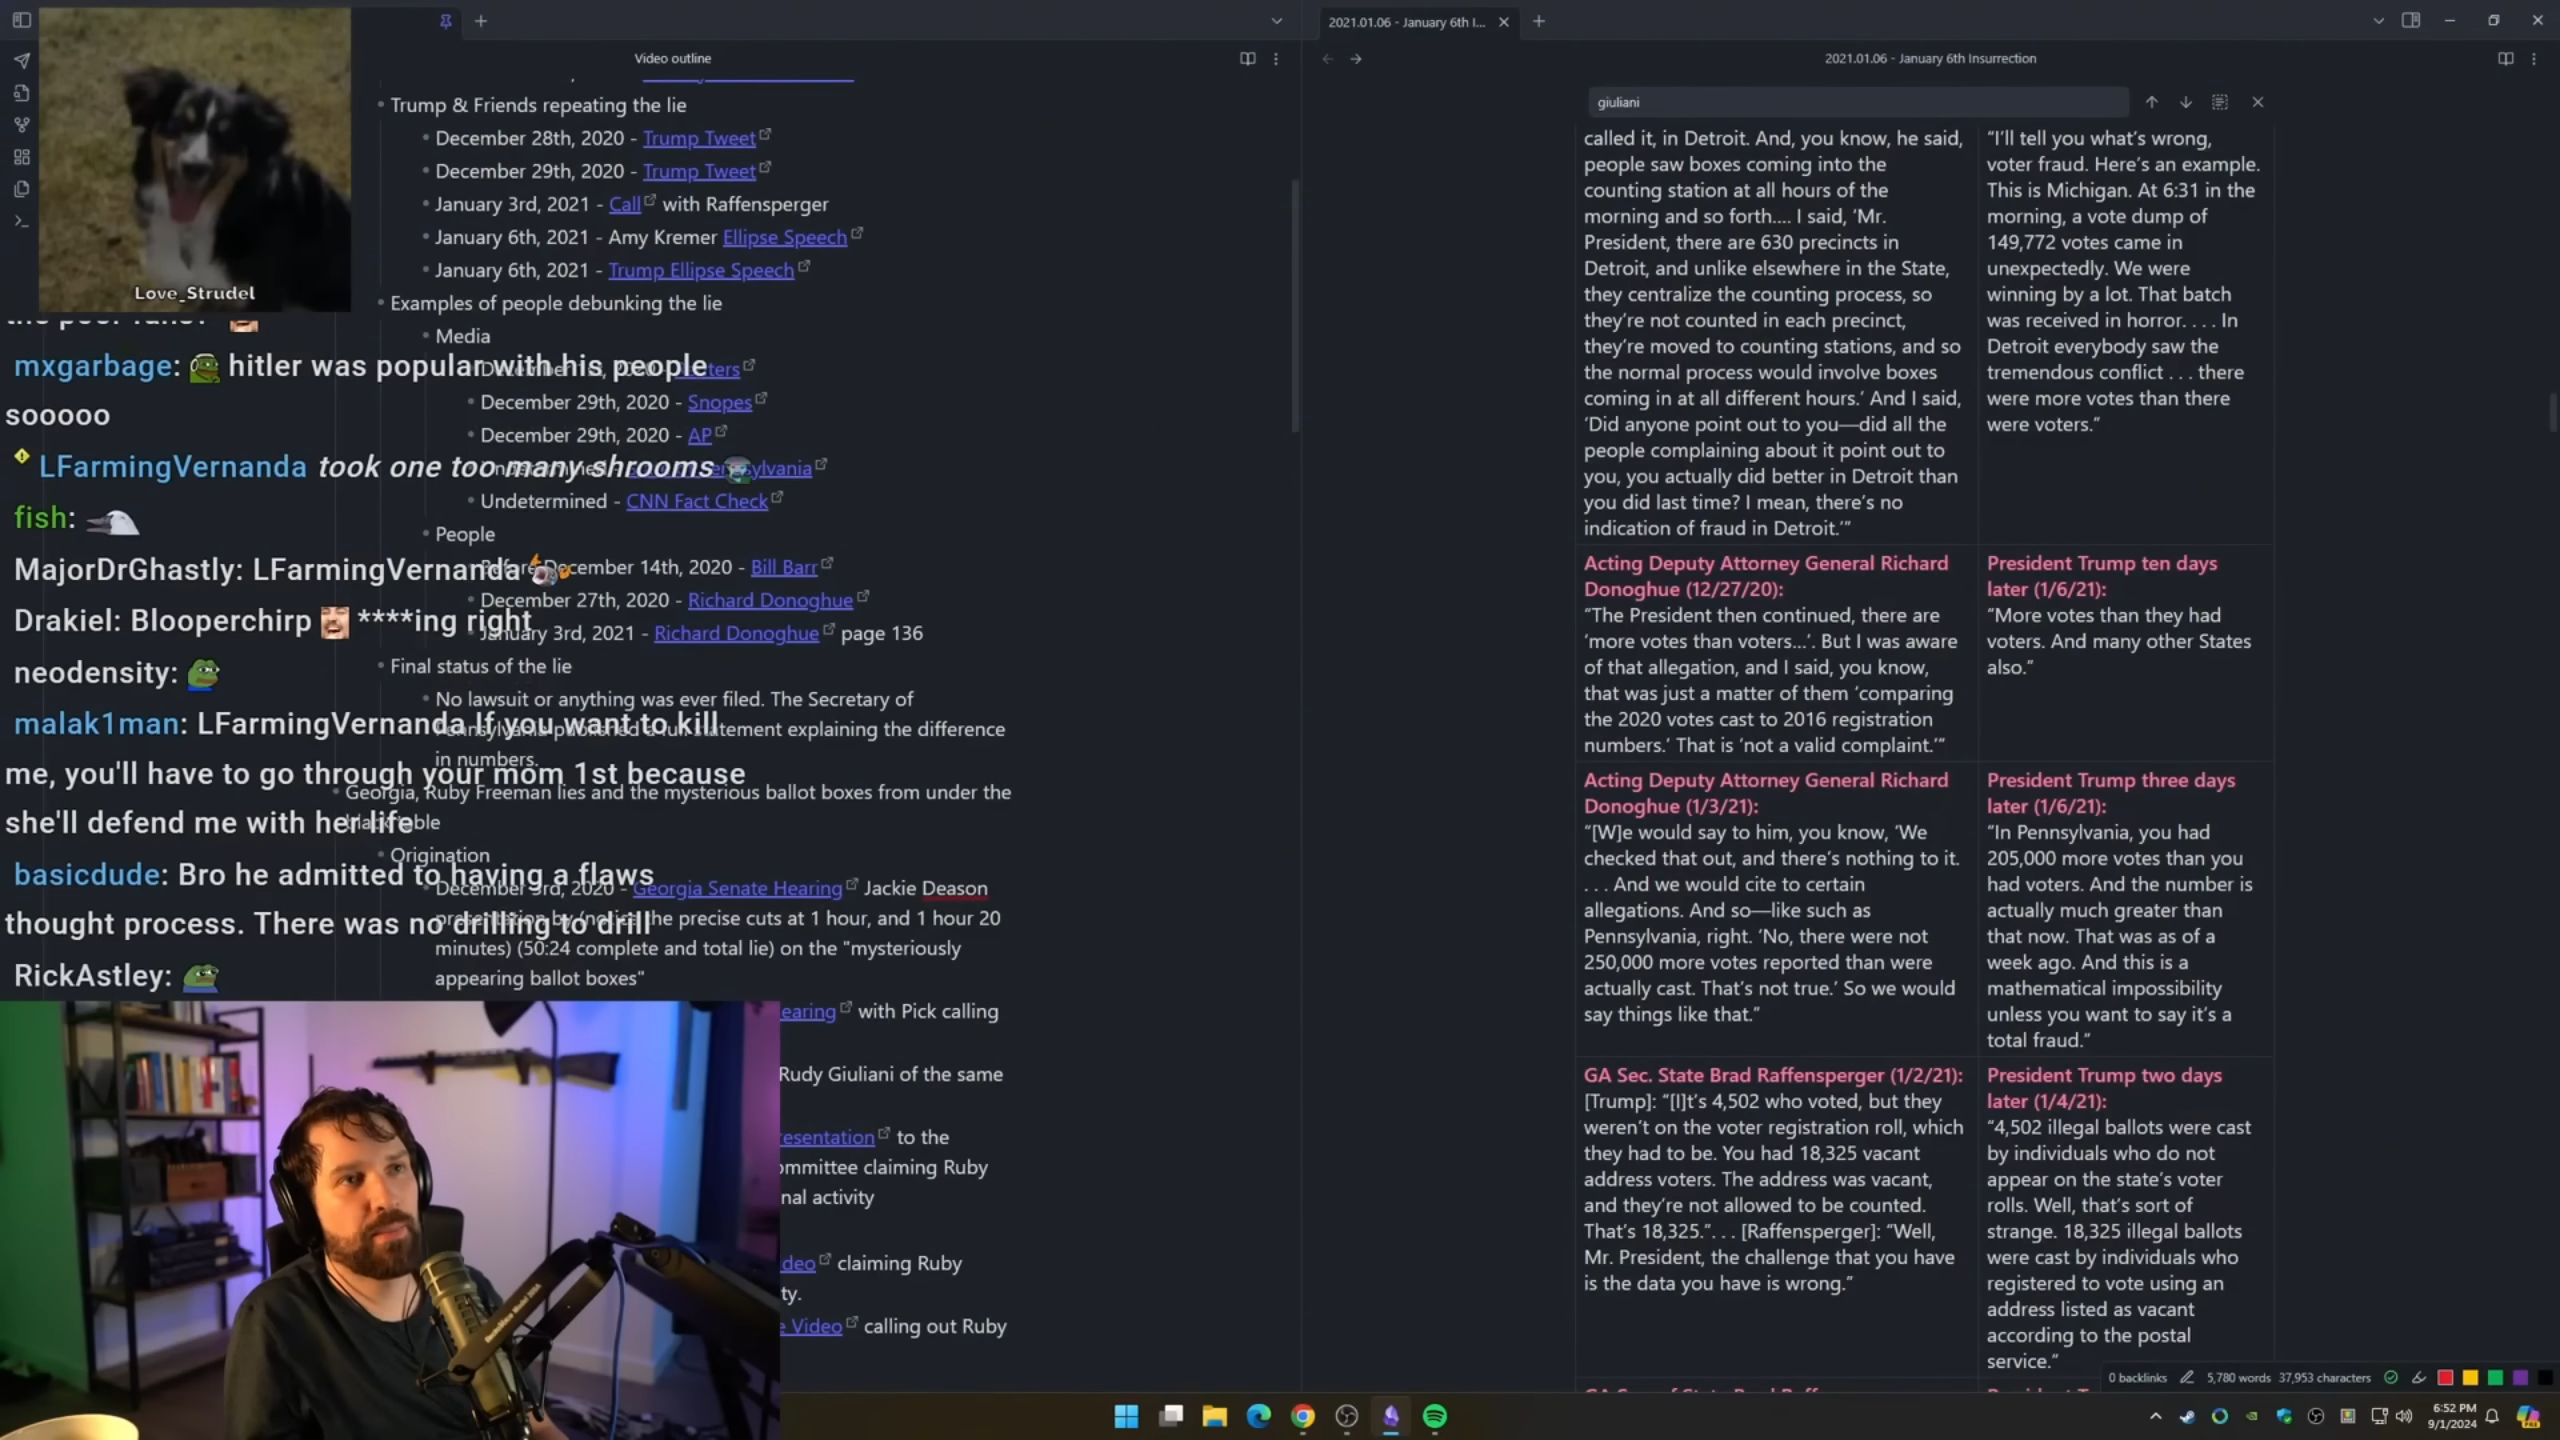 Love_Strudel
mxgarbage: hitler was popular with his people
sooooo
LFarmingVernanda took one too many shrooms
fish:
MajorDrGhastly: LFarmingVernanda
Drakiel: Blooperchirp ****ing right
neodensity:
malak1man: LFarmingVernanda If you want to kill
me, you'll have to go through your mom 1st because
she'll defend me with her life
basicdude: Bro he admitted to having a flaws
thought process. There was no drilling to drill
RickAstley:
Video outline
Trump & Friends repeating the lie
December 28th, 2020 - Trump Tweet
December 29th, 2020 - Trump Tweet
January 3rd, 2021 - Call with Raffensperger
January 6th, 2021 - Amy Kremer Ellipse Speech
January 6th, 2021 - Trump Ellipse Speech
Examples of people debunking the lie
Media
December 29th, 2020 - Snopes
December 29th, 2020 - AP
Undetermined - CNN Fact Check
People
December 14th, 2020 - Bill Barr
December 27th, 2020 - Richard Donoghue
January 3rd, 2021 - Richard Donoghue page 136
Final status of the lie
No lawsuit or anything was ever filed. The Secretary of
Pennsylvania published a full statement explaining the difference
in numbers.
Georgia, Ruby Freeman lies and the mysterious ballot boxes from under the
table
Origination
December 3rd, 2020 - Georgia Senate Hearing Jackie Deason
presentation by (notice the precise cuts at 1 hour, and 1 hour 20
minutes) (50:24 complete and total lie) on the “mysteriously
appearing ballot boxes"
earing with Pick calling
Rudy Giuliani of the same
esentation to the
ommittee claiming Ruby
nal activity
deo claiming Ruby
ty.
e Video calling out Ruby
2021.01.06 - January 6th I...
2021.01.06 - January 6th Insurrection
giuliani
called it, in Detroit. And, you know, he said,
people saw boxes coming into the
counting station at all hours of the
morning and so forth.... I said, ‘Mr.
President, there are 630 precincts in
Detroit, and unlike elsewhere in the State,
they centralize the counting process, so
they’re not counted in each precinct,
they’re moved to counting stations, and so
the normal process would involve boxes
coming in at all different hours.’ And I said,
‘Did anyone point out to you—did all the
people complaining about it point out to
you, you actually did better in Detroit than
you did last time? I mean, there’s no
indication of fraud in Detroit.’”
“I’ll tell you what’s wrong,
voter fraud. Here’s an example.
This is Michigan. At 6:31 in the
morning, a vote dump of
149,772 votes came in
unexpectedly. We were
winning by a lot. That batch
was received in horror. . . . In
Detroit everybody saw the
tremendous conflict . . . there
were more votes than there
were voters.”
Acting Deputy Attorney General Richard
Donoghue (12/27/20):
“The President then continued, there are
‘more votes than voters...’. But I was aware
of that allegation, and I said, you know,
that was just a matter of them ‘comparing
the 2020 votes cast to 2016 registration
numbers.’ That is ‘not a valid complaint.’”
President Trump ten days
later (1/6/21):
“More votes than they had
voters. And many other States
also.”
Acting Deputy Attorney General Richard
Donoghue (1/3/21):
“[W]e would say to him, you know, ‘We
checked that out, and there’s nothing to it.
. . . And we would cite to certain
allegations. And so—like such as
Pennsylvania, right. ‘No, there were not
250,000 more votes reported than were
actually cast. That’s not true.’ So we would
say things like that.”
President Trump three days
later (1/6/21):
“In Pennsylvania, you had
205,000 more votes than you
had voters. And the number is
actually much greater than
that now. That was as of a
week ago. And this is a
mathematical impossibility
unless you want to say it’s a
total fraud.”
GA Sec. State Brad Raffensperger (1/2/21):
[Trump]: “[I]t’s 4,502 who voted, but they
weren’t on the voter registration roll, which
they had to be. You had 18,325 vacant
address voters. The address was vacant,
and they’re not allowed to be counted.
That’s 18,325.”. . . [Raffensperger]: “Well,
Mr. President, the challenge that you have
is the data you have is wrong.”
President Trump two days
later (1/4/21):
“4,502 illegal ballots were cast
by individuals who do not
appear on the state’s voter
rolls. Well, that’s sort of
strange. 18,325 illegal ballots
were cast by individuals who
registered to vote using an
address listed as vacant
according to the postal
service.”
0 backlinks 5,780 words 37,953 characters
6:52 PM
9/1/2024